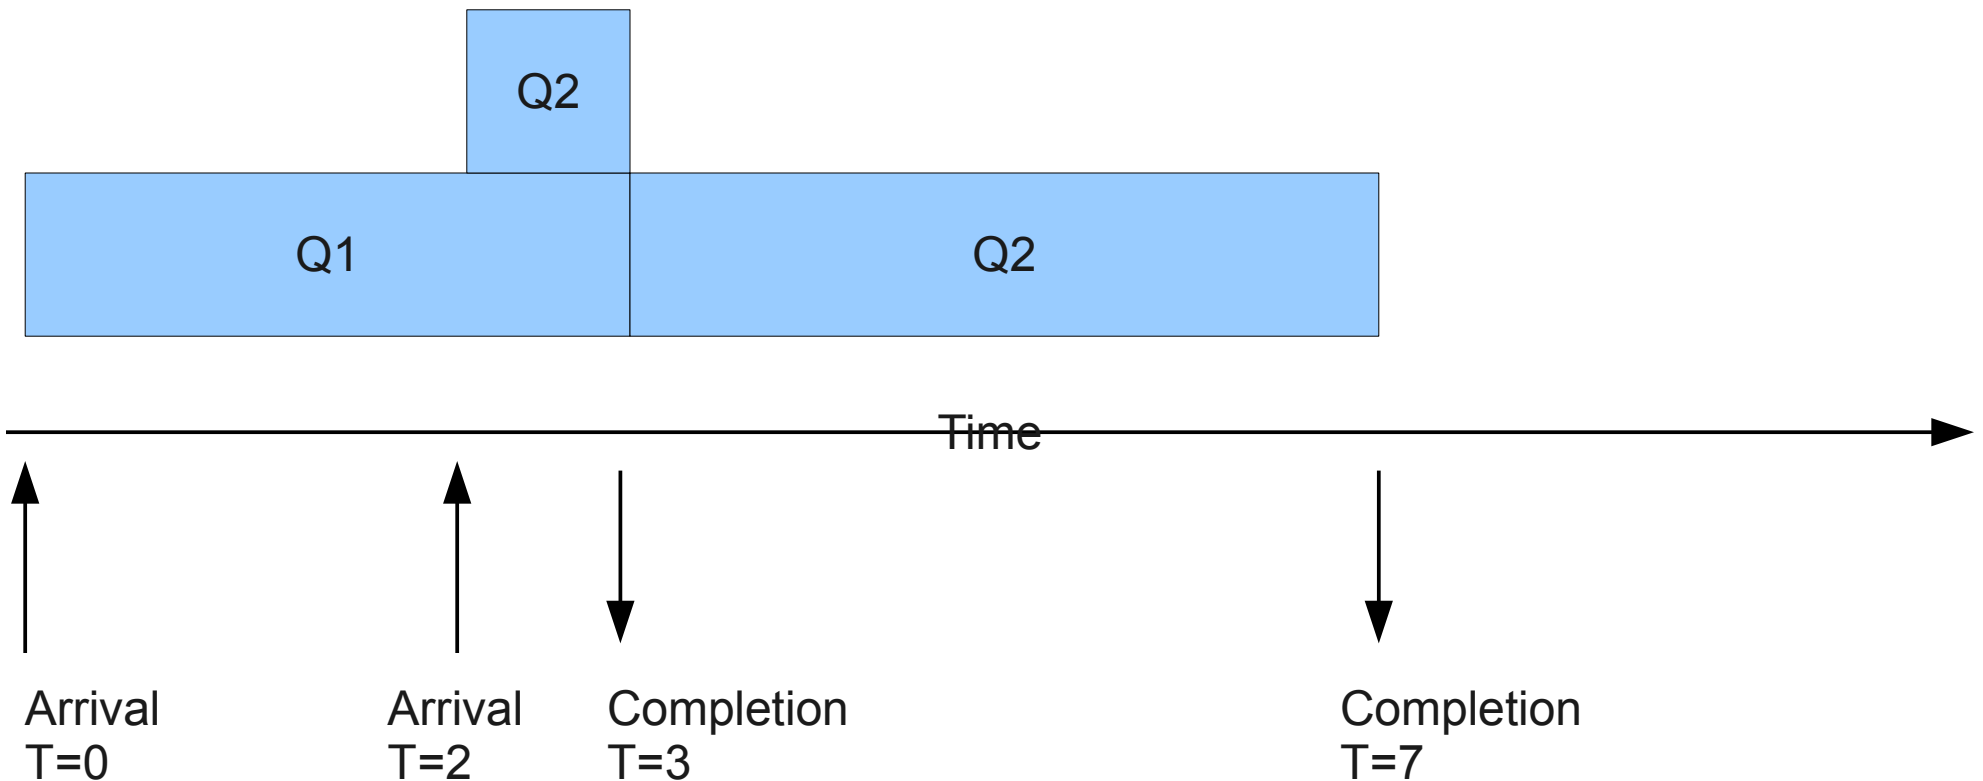 Q2
Q1
Q2
Time
Arrival
T=0
Arrival
T=2
Completion
T=3
Completion
T=7